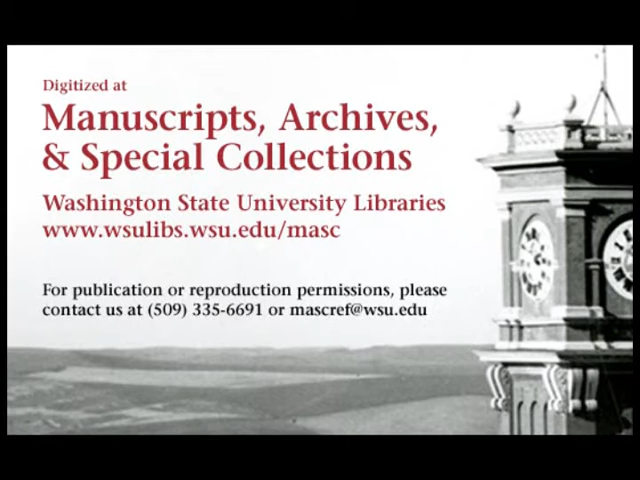 Digitized at
Manuscripts, Archives,
& Special Collections
Washington State University Libraries
www.wsulibs.wsu.edu/masc
For publication or reproduction permissions, please
contact us at (509) 335-6691 or mascref@wsu.edu